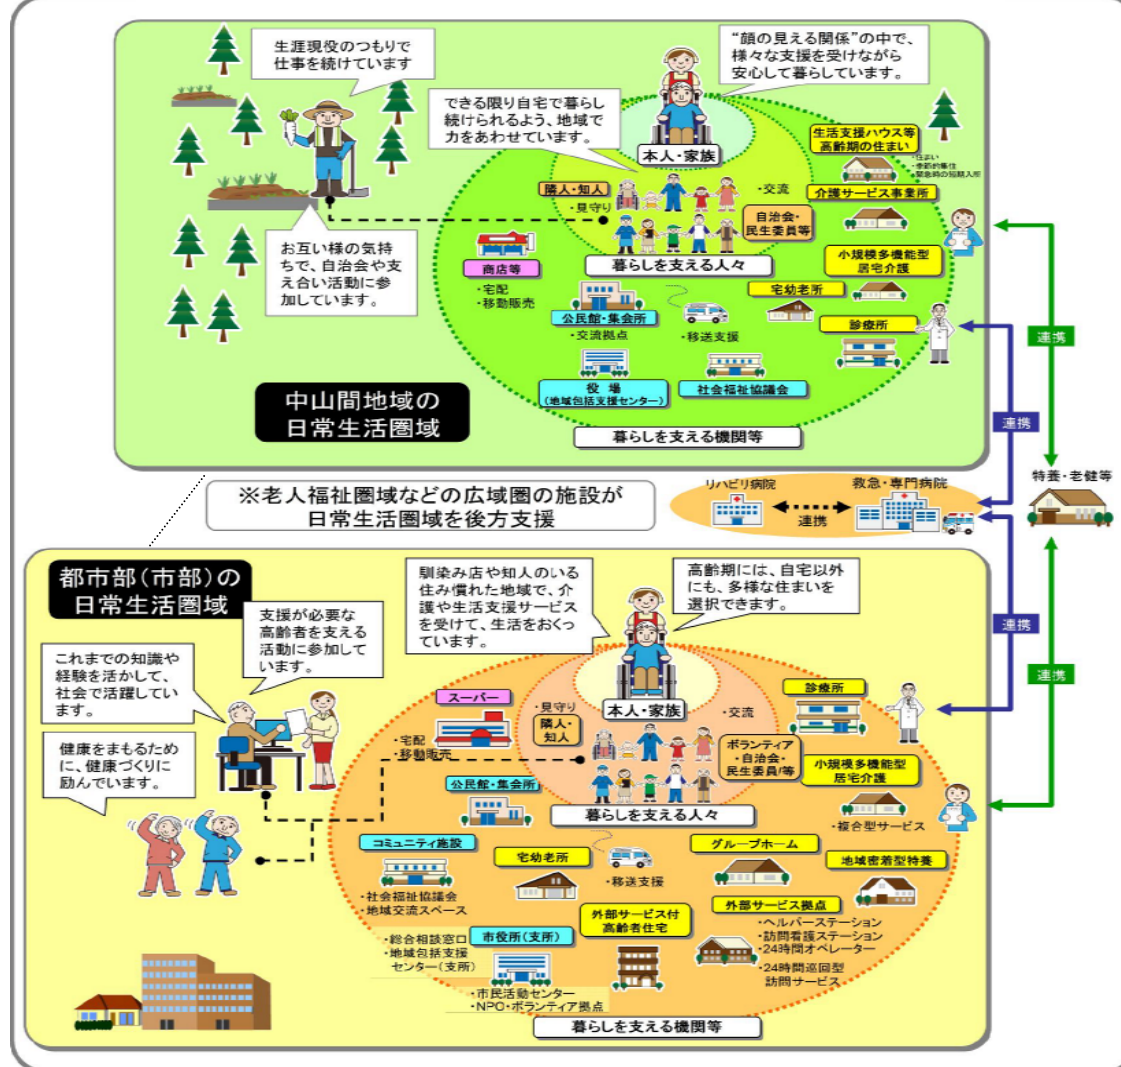 生涯現役のつもりで
仕事を続けています
“顔の見える関係”の中で、
様々な支援を受けながら
安心して暮らしています。
できる限り自宅で暮らし
続けられるよう、地域で
力をあわせています。
本人・家族
生活支援ハウス等
高齢期の住まい
・住まい
・季節的集住
・緊急時の短期入所
隣人・知人
・見守り
・交流
自治会・
民生委員等
介護サービス事業所
お互い様の気持
ちで、自治会や支
え合い活動に参
加しています。
商店等
・宅配
・移動販売
暮らしを支える人々
小規模多機能型
居宅介護
宅幼老所
公民館・集会所
・交流拠点
・移送支援
診療所
役 場
(地域包括支援センター)
社会福祉協議会
中山間地域の
日常生活圏域
暮らしを支える機関等
連携
連携
※老人福祉圏域などの広域圏の施設が
日常生活圏域を後方支援
リハビリ病院
救急・専門病院
連携
特養・老健等
都市部(市部)の
日常生活圏域
馴染み店や知人のいる
住み慣れた地域で、介
護や生活支援サービス
を受けて、生活をおくっ
ています。
高齢期には、自宅以外
にも、多様な住まいを
選択できます。
支援が必要な
高齢者を支える
活動に参加して
います。
これまでの知識や
経験を活かして、
社会で活躍してい
ます。
健康をまもるため
に、健康づくりに
励んでいます。
連携
連携
スーパー
・宅配
・移動販売
・見守り
隣人・
知人
本人・家族
・交流
ボランティア
・自治会・
民生委員/等
診療所
小規模多機能型
居宅介護
・複合型サービス
公民館・集会所
暮らしを支える人々
コミュニティ施設
・社会福祉協議会
・地域交流スペース
宅幼老所
・移送支援
グループホーム
地域密着型特養
・総合相談窓口
・地域包括支援
センター(支所)
市役所(支所)
・市民活動センター
・NPO・ボランティア拠点
外部サービス付
高齢者住宅
外部サービス拠点
・ヘルパーステーション
・訪問看護ステーション
・24時間オペレーター
・24時間巡回型
訪問サービス
暮らしを支える機関等